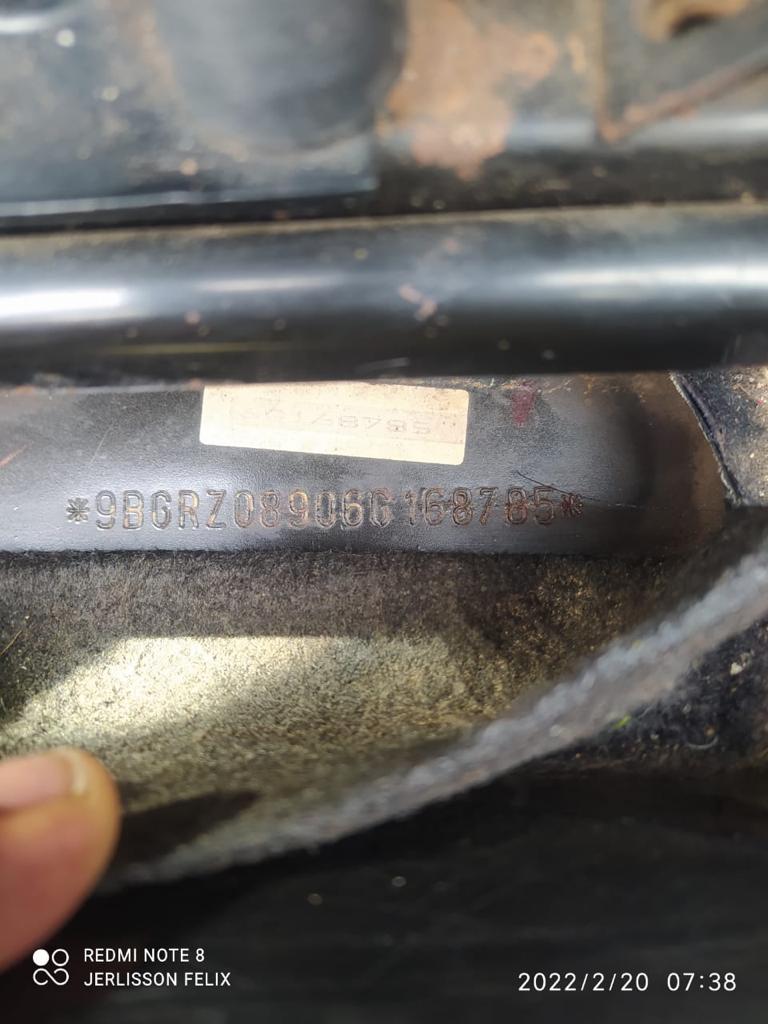 *9BGRZ08906G168785*
REDMI NOTE 8
JERLISSON FELIX
2022/2/20 07:38